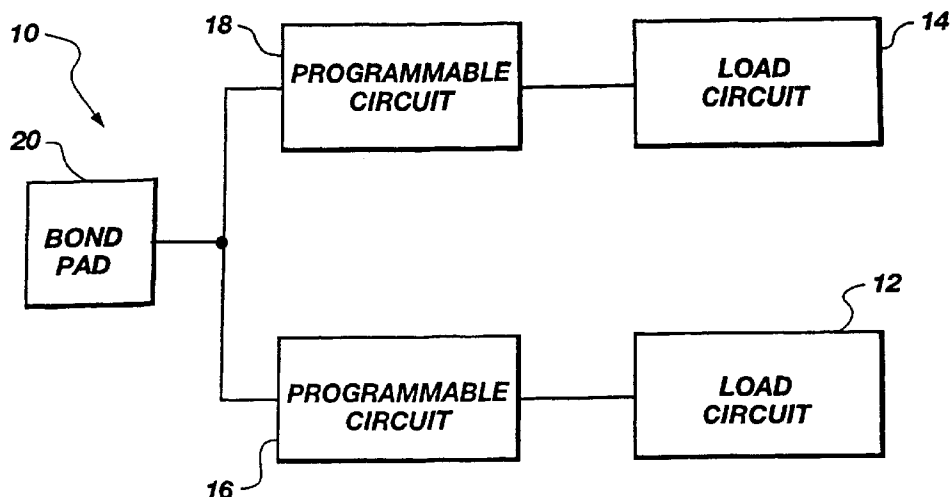 10
18
PROGRAMMABLE
CIRCUIT
14
LOAD
CIRCUIT
20
BOND
PAD
12
PROGRAMMABLE
CIRCUIT
LOAD
CIRCUIT
16